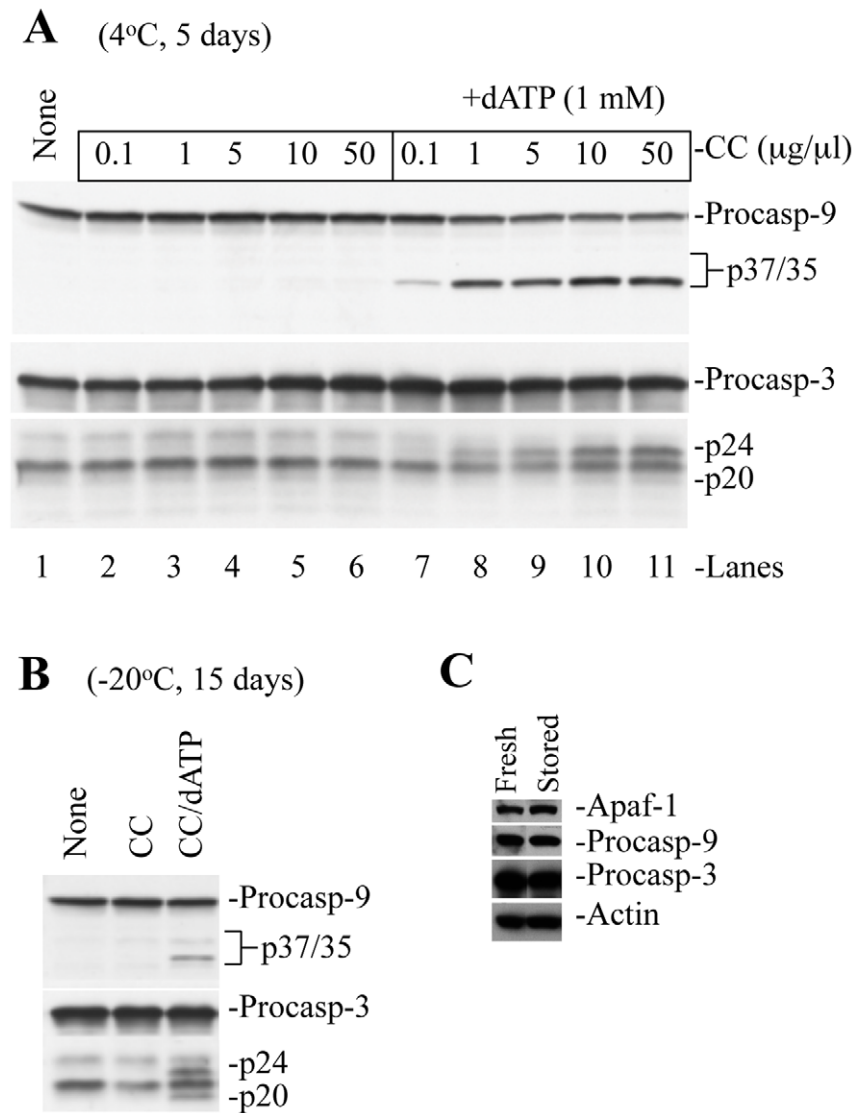 A (4°C, 5 days)
+dATP (1 mM)
None 0.1 1 5 10 50 0.1 1 5 10 50 -CC (µg/µl)
-Procasp-9
p37/35
-Procasp-3
-p24
-p20
1 2 3 4 5 6 7 8 9 10 11 -Lanes
B (-20°C, 15 days)
None CC CC/dATP
-Procasp-9
p37/35
-Procasp-3
-p24
-p20
C
Fresh Stored
-Apaf-1
-Procasp-9
-Procasp-3
-Actin